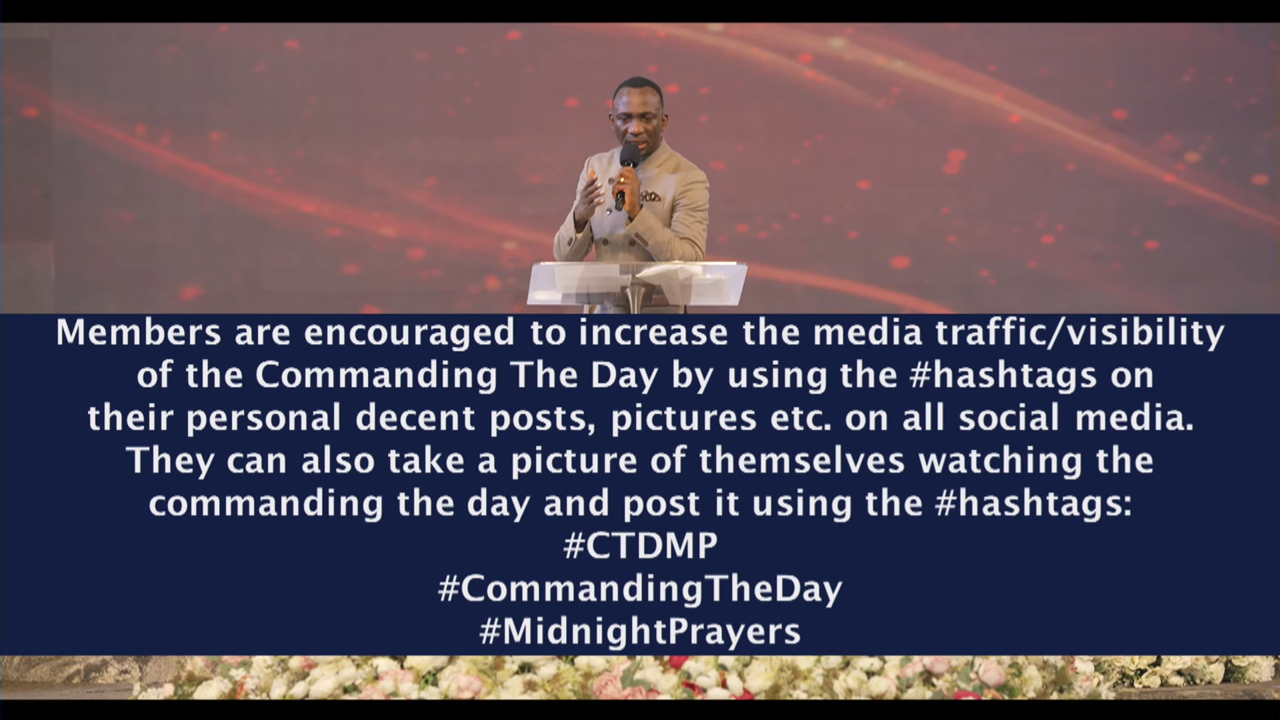 Members are encouraged to increase the media traffic/visibility
of the Commanding The Day by using the #hashtags on
their personal decent posts, pictures etc. on all social media.
They can also take a picture of themselves watching the
commanding the day and post it using the #hashtags:
#CTDMP
#CommandingTheDay
#MidnightPrayers